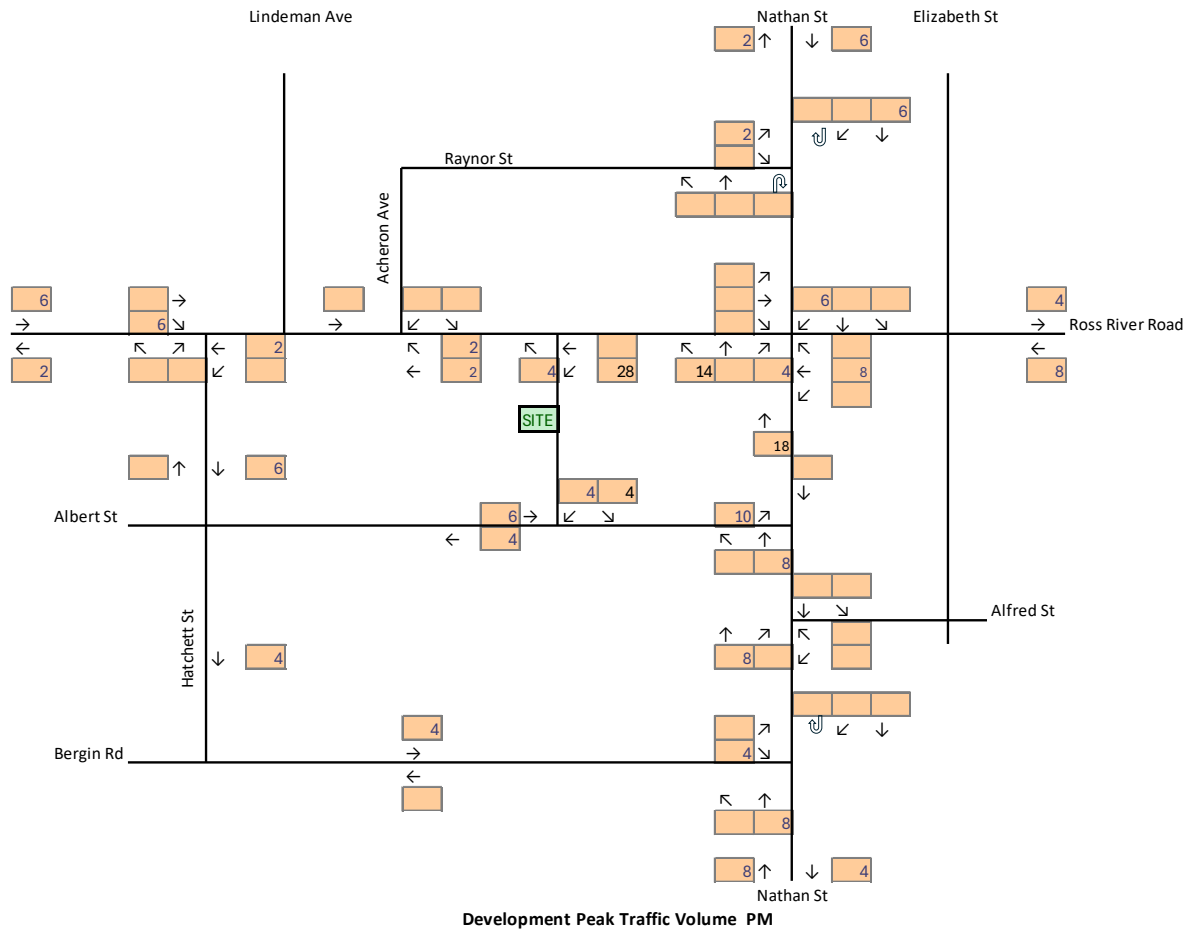 Lindeman Ave
Nathan St
Elizabeth St
2 ↑ ↓ 6
6
2
Raynor St
Acheron Ave
6
6
6
4
Ross River Road
2
2
2
2
4
28
14
4
8
8
SITE
18
6
4 4
Albert St
6
4
10
8
Alfred St
Hatchett St
4
8
4
Bergin Rd
4
8
8 ↑ ↓ 4
Nathan St
Development Peak Traffic Volume PM